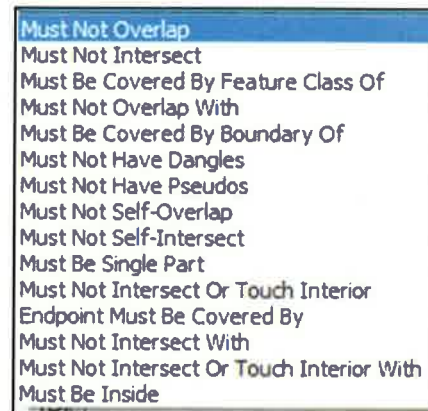 Must Not Overlap
Must Not Intersect
Must Be Covered By Feature Class Of
Must Not Overlap With
Must Be Covered By Boundary Of
Must Not Have Dangles
Must Not Have Pseudos
Must Not Self-Overlap
Must Not Self-Intersect
Must Be Single Part
Must Not Intersect Or Touch Interior
Endpoint Must Be Covered By
Must Not Intersect With
Must Not Intersect Or Touch Interior With
Must Be Inside